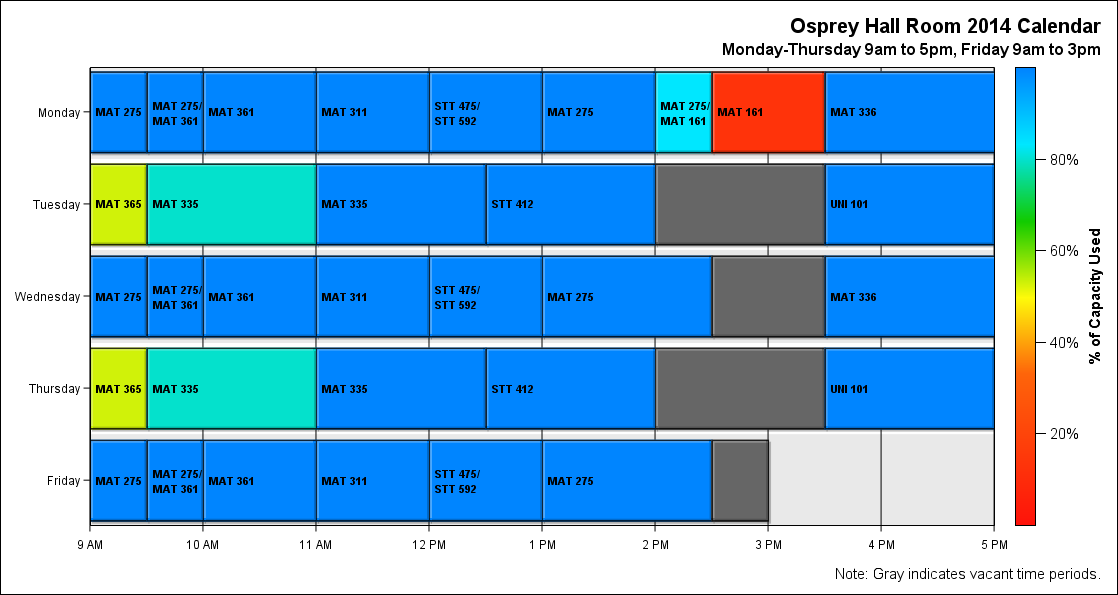 Osprey Hall Room 2014 Calendar
Monday-Thursday 9am to 5pm, Friday 9am to 3pm
Monday
MAT 275
MAT 275/
MAT 361
MAT 361
MAT 311
STT 475/
STT 592
MAT 275
MAT 275/
MAT 161
MAT 161
MAT 336
Tuesday
MAT 365
MAT 335
MAT 335
STT 412
UNI 101
Wednesday
MAT 275
MAT 275/
MAT 361
MAT 361
MAT 311
STT 475/
STT 592
MAT 275
MAT 336
Thursday
MAT 365
MAT 335
MAT 335
STT 412
UNI 101
Friday
MAT 275
MAT 275/
MAT 361
MAT 361
MAT 311
STT 475/
STT 592
MAT 275
9 AM
10 AM
11 AM
12 PM
1 PM
2 PM
3 PM
4 PM
5 PM
80%
60%
40%
20%
% of Capacity Used
Note: Gray indicates vacant time periods.